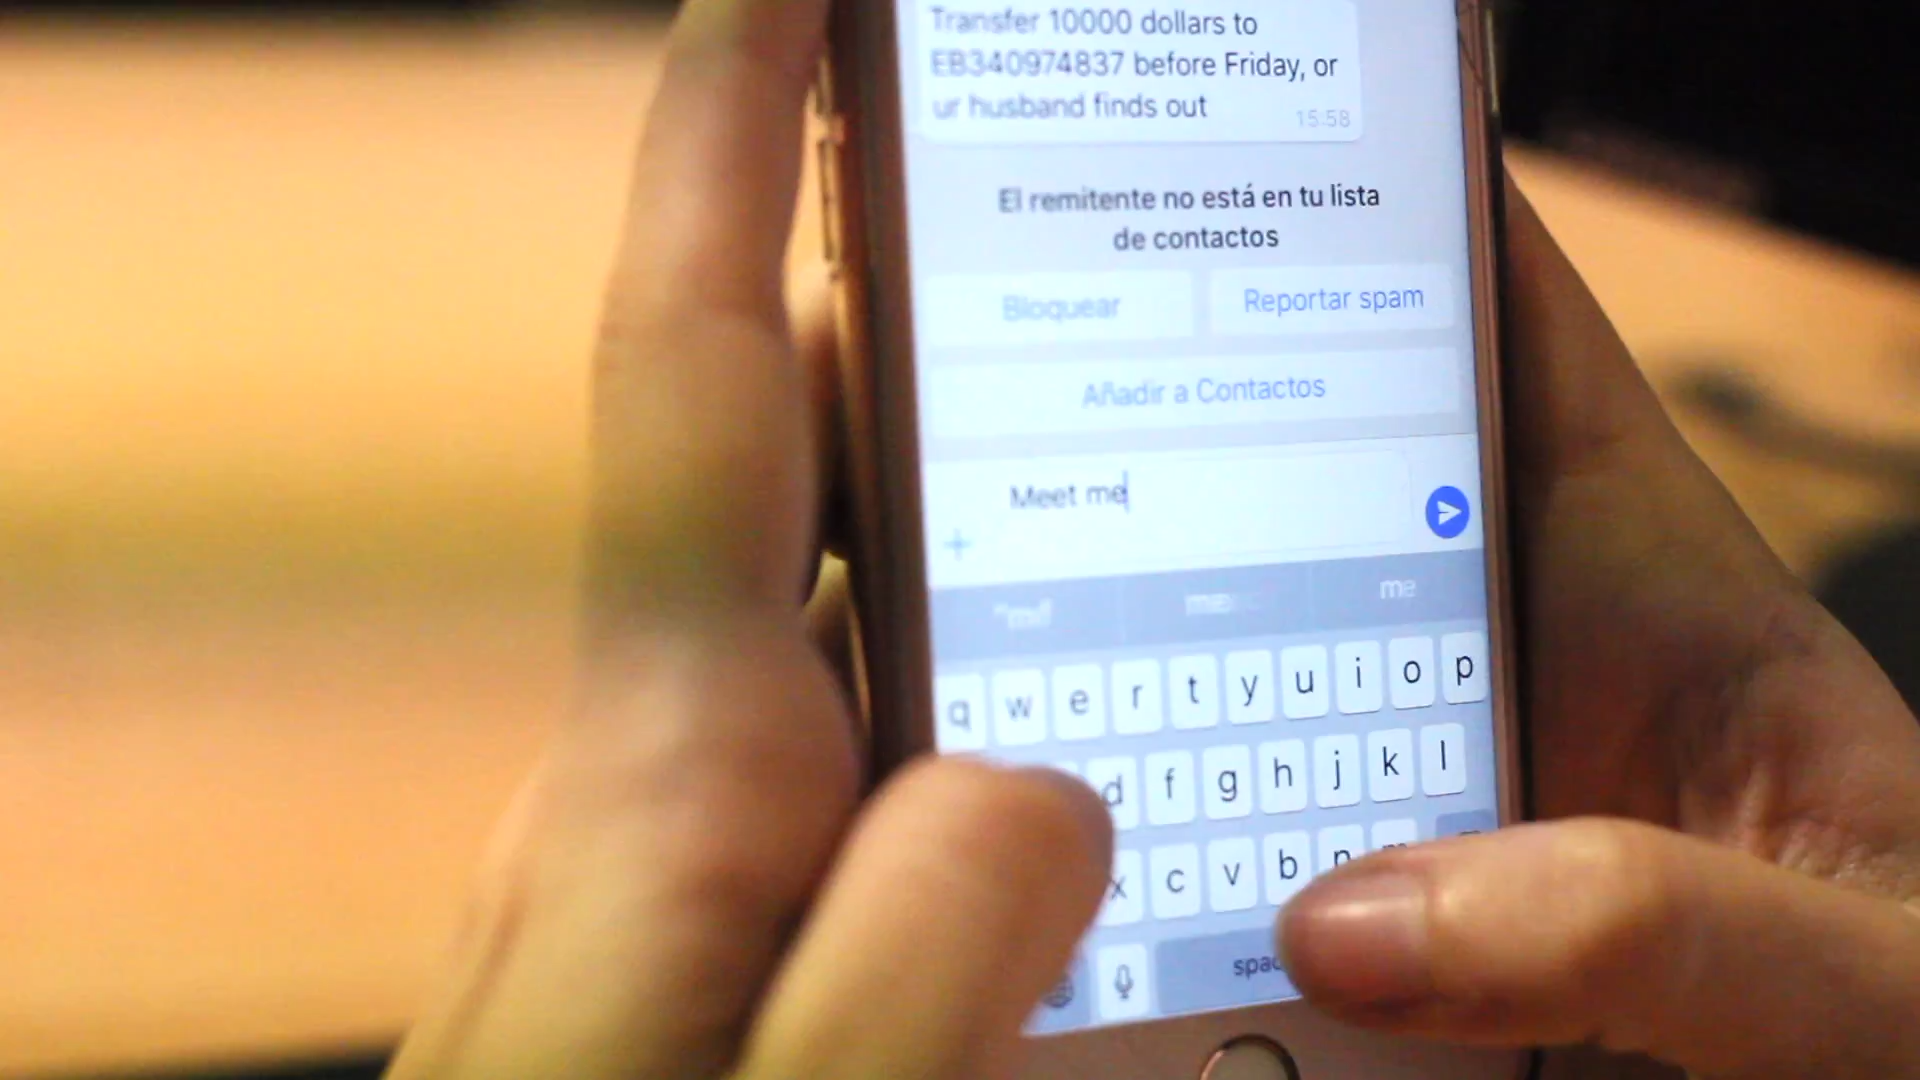 Transfer 10000 dollars to
EB340974837 before Friday, or
ur husband finds out
15:58
El remitente no está en tu lista
de contactos
Bloquear
Reportar spam
Añadir a Contactos
Meet me
me
q w e r t y u i o p
d f g h j k l
x c v b n m
spac